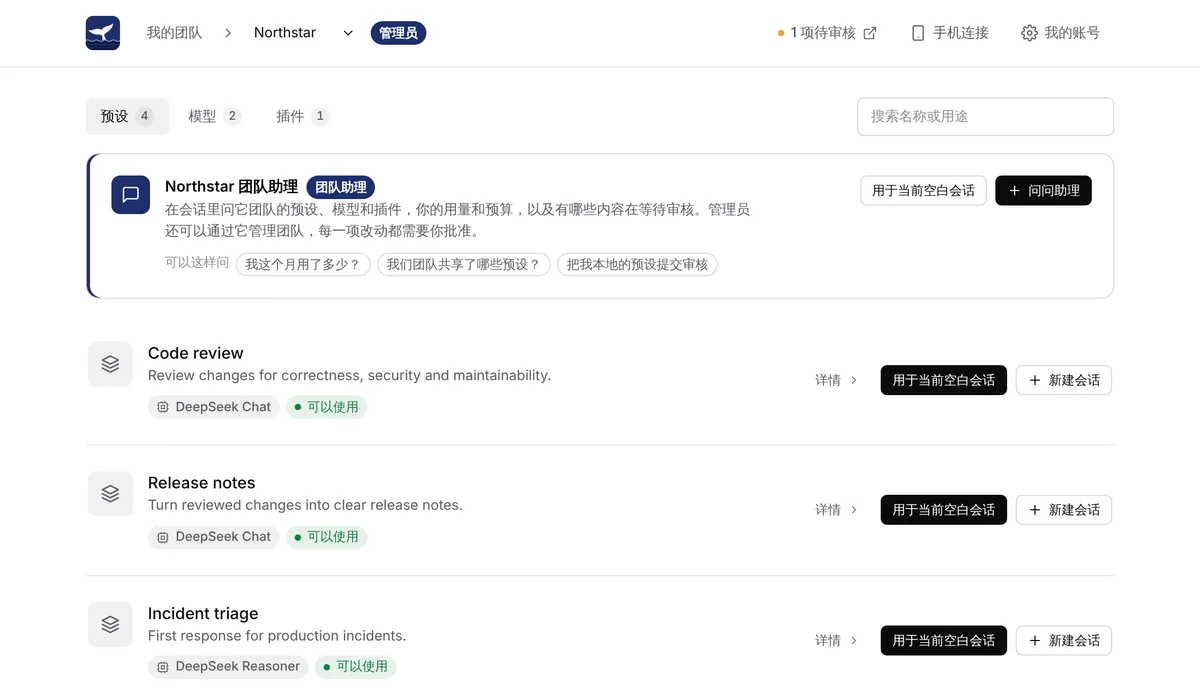 我的团队 Northstar 管理员 1 项待审核 手机连接 我的账号
预设 4 模型 2 插件 1 搜索名称或用途
Northstar 团队助理 团队助理 用于当前空白会话 + 问问助理
在会话里问它团队的预设、模型和插件，你的用量和预算，以及有哪些内容在等待审核。管理员
还可以通过它管理团队，每一项改动都需要你批准。
可以这样问 我这个月用了多少？ 我们团队共享了哪些预设？ 把我本地的预设提交审核
Code review
Review changes for correctness, security and maintainability.
详情 用于当前空白会话 + 新建会话
DeepSeek Chat 可以使用
Release notes
Turn reviewed changes into clear release notes.
详情 用于当前空白会话 + 新建会话
DeepSeek Chat 可以使用
Incident triage
First response for production incidents.
详情 用于当前空白会话 + 新建会话
DeepSeek Reasoner 可以使用